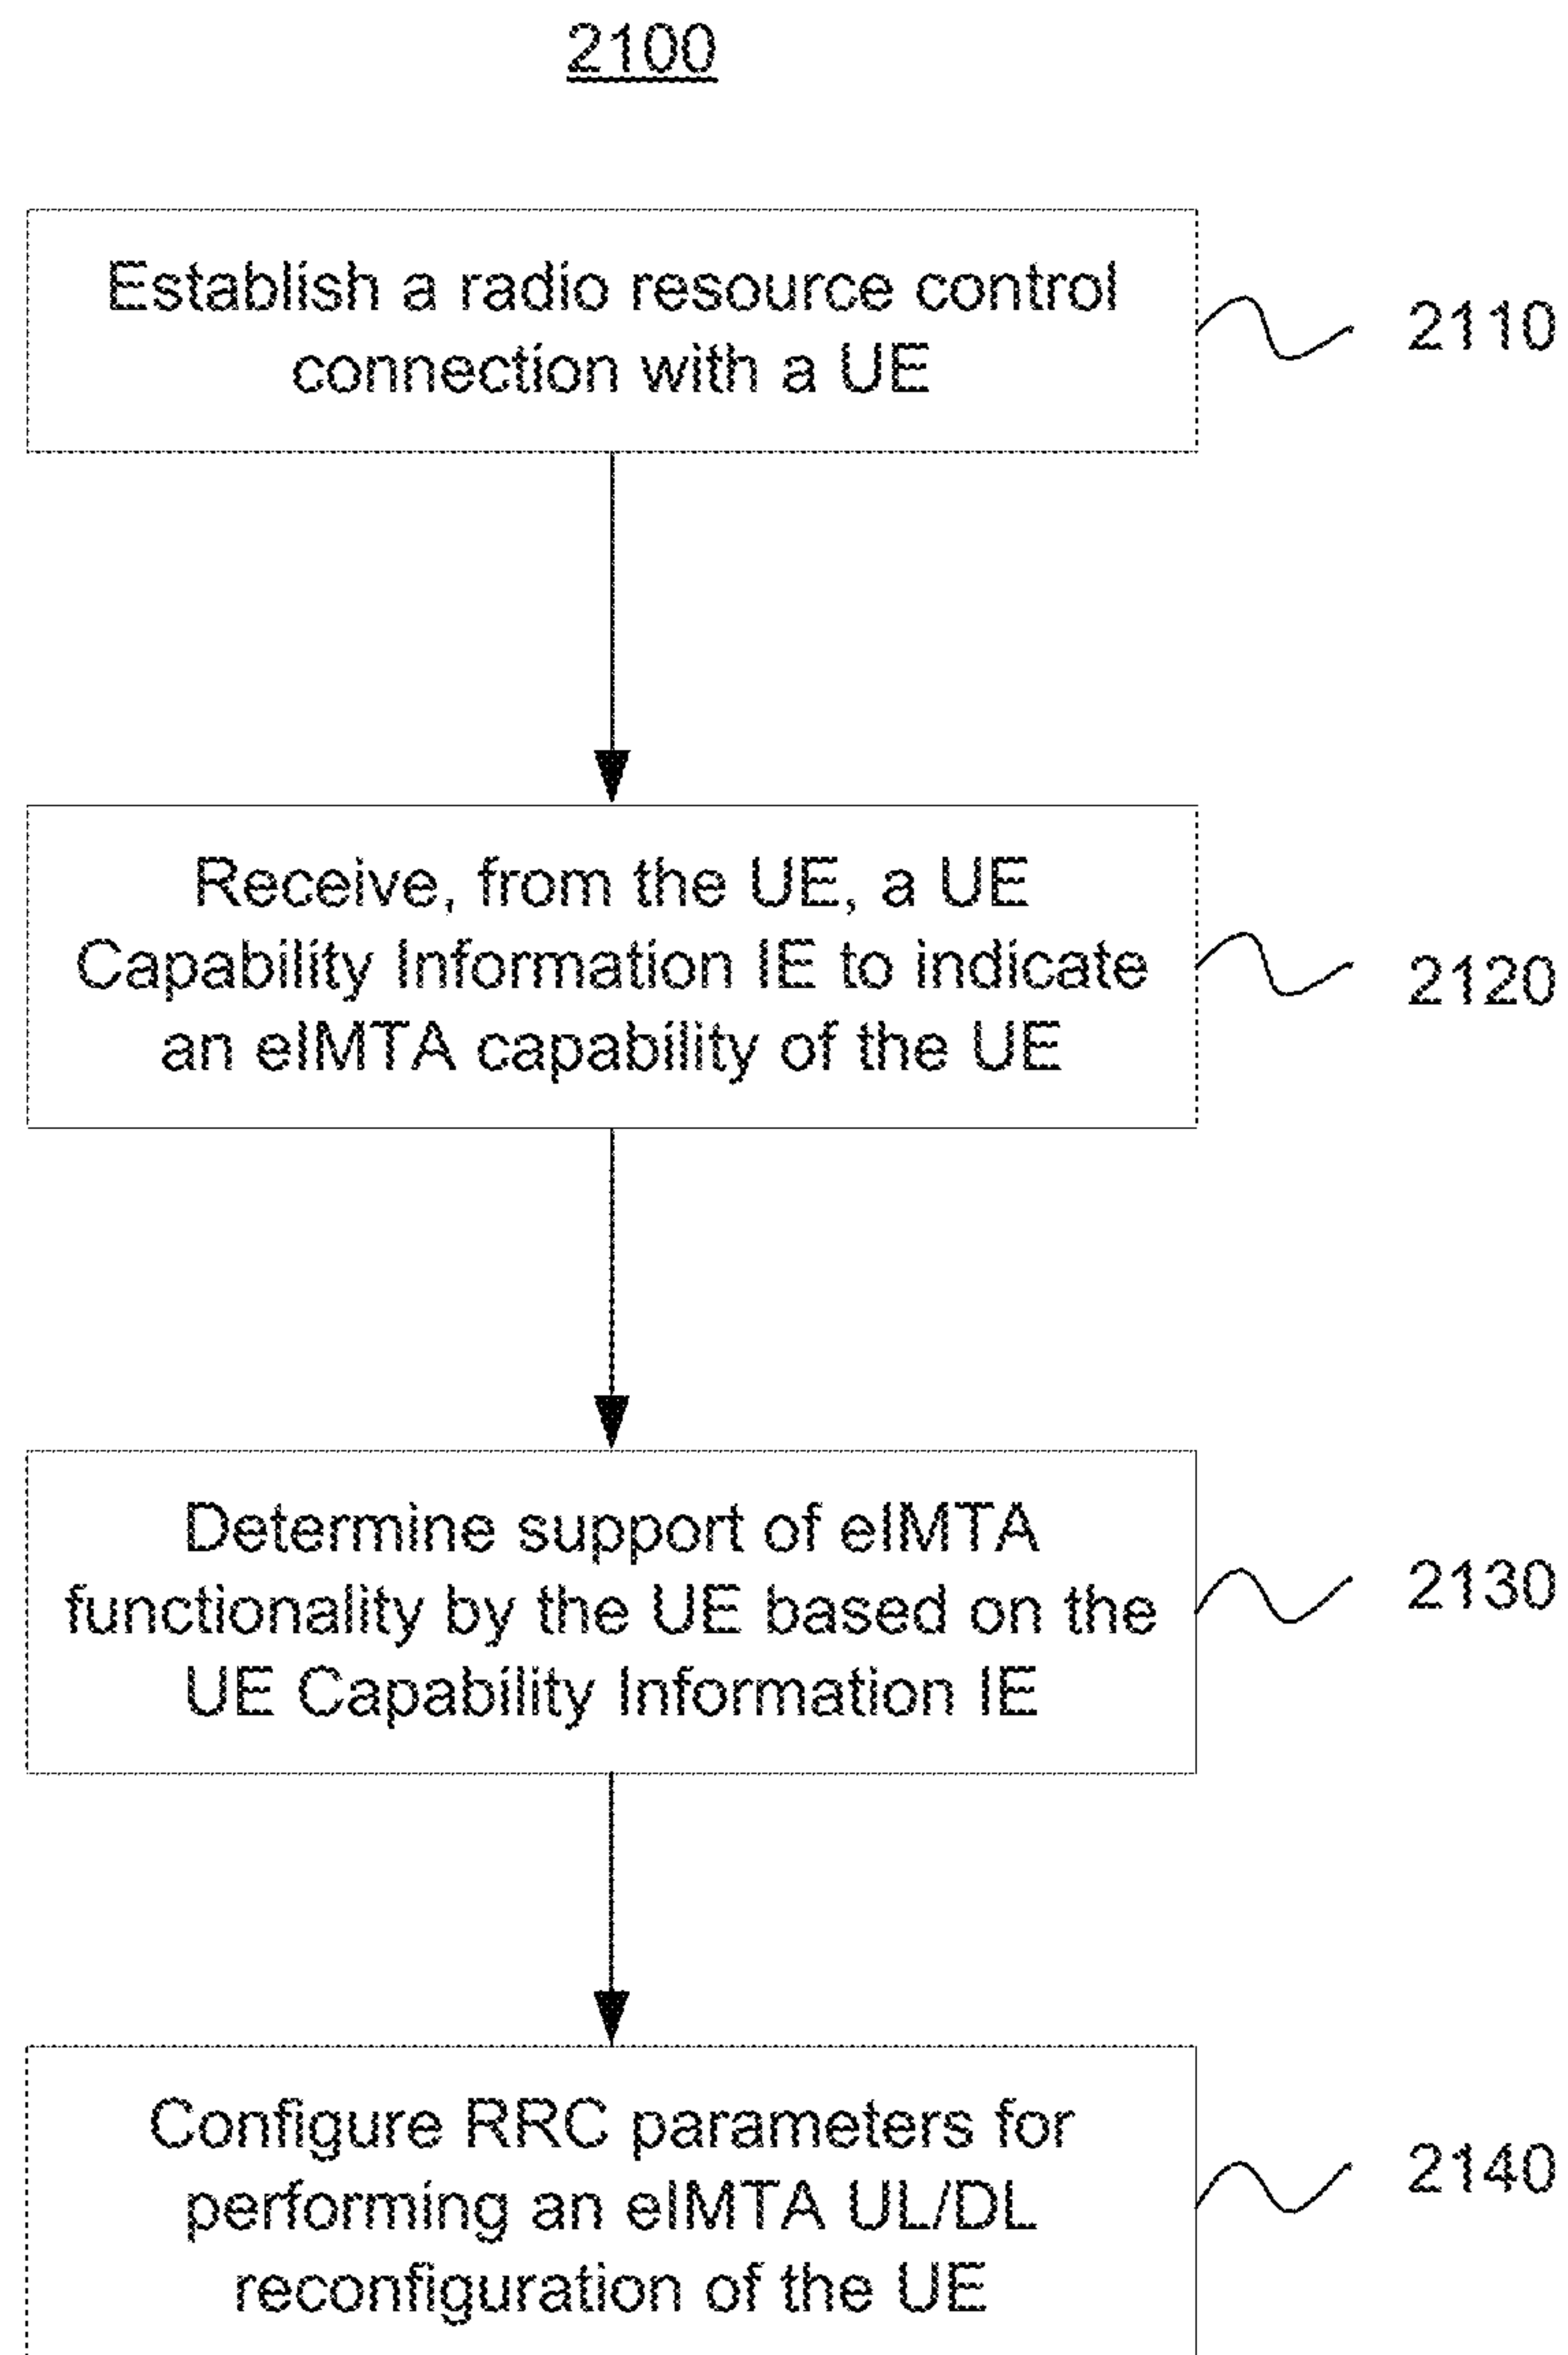 2100
Establish a radio resource control
connection with a UE
2110
Receive, from the UE, a UE
Capability Information IE to indicate
an eIMTA capability of the UE
2120
Determine support of eIMTA
functionality by the UE based on the
UE Capability Information IE
2130
Configure RRC parameters for
performing an eIMTA UL/DL
reconfiguration of the UE
2140